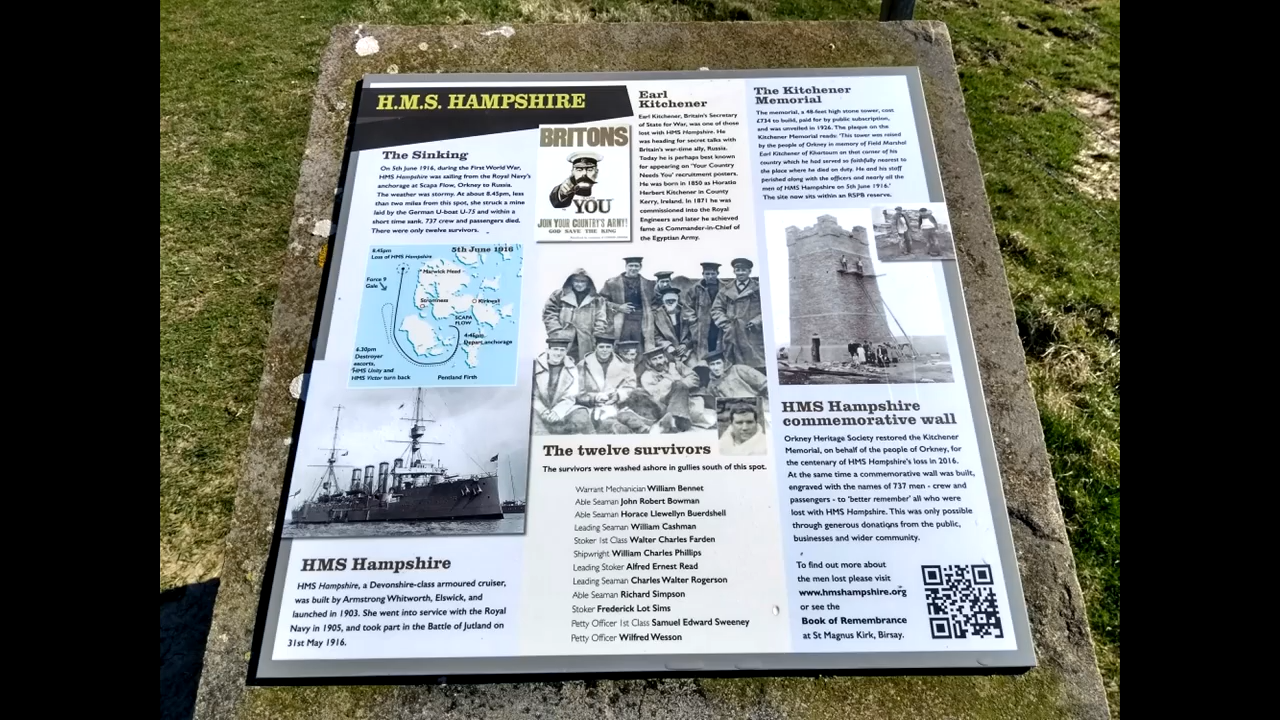 H.M.S. HAMPSHIRE
The Sinking
On 5th June 1916, during the First World War,
HMS Hampshire was sailing from the Royal Navy's
anchorage at Scapa Flow, Orkney to Russia.
The weather was stormy. At about 8.45pm, less
than two miles from this spot, she struck a mine
laid by the German U-boat U-75 and within a
short time sank. 737 crew and passengers died.
There were only twelve survivors.
5th June 1916
8.45pm
Loss of HMS Hampshire
Marwick Head
Force 9
Gale
Stromness
Kirkwall
SCAPA
FLOW
4.45pm
Depart anchorage
6.30pm
Destroyer
escorts,
HMS Unity and
HMS Victor turn back
Pentland Firth
HMS Hampshire
HMS Hampshire, a Devonshire-class armoured cruiser,
was built by Armstrong Whitworth, Elswick, and
launched in 1903. She went into service with the Royal
Navy in 1905, and took part in the Battle of Jutland on
31st May 1916.
BRITONS
YOU
JOIN YOUR COUNTRY'S ARMY!
GOD SAVE THE KING
Earl
Kitchener
Earl Kitchener, Britain's Secretary
of State for War, was one of those
lost with HMS Hampshire. He
was heading for secret talks with
Britain's war-time ally, Russia.
Today he is perhaps best known
for appearing on 'Your Country
Needs You' recruitment posters.
He was born in 1850 as Horatio
Herbert Kitchener in County
Kerry, Ireland. In 1871 he was
commissioned into the Royal
Engineers and later he achieved
fame as Commander-in-Chief of
the Egyptian Army.
The twelve survivors
The survivors were washed ashore in gullies south of this spot.
Warrant Mechanician William Bennet
Able Seaman John Robert Bowman
Able Seaman Horace Llewellyn Buerdshell
Leading Seaman William Cashman
Stoker 1st Class Walter Charles Farden
Shipwright William Charles Phillips
Leading Stoker Alfred Ernest Read
Leading Seaman Charles Walter Rogerson
Able Seaman Richard Simpson
Stoker Frederick Lot Sims
Petty Officer 1st Class Samuel Edward Sweeney
Petty Officer Wilfred Wesson
The Kitchener
Memorial
The memorial, a 48-feet high stone tower, cost
£734 to build, paid for by public subscription,
and was unveiled in 1926. The plaque on the
Kitchener Memorial reads: 'This tower was raised
by the people of Orkney in memory of Field Marshal
Earl Kitchener of Khartoum on that corner of his
country which he had served so faithfully nearest to
the place where he died on duty. He and his staff
perished along with the officers and nearly all the
men of HMS Hampshire on 5th June 1916.'
The site now sits within an RSPB reserve.
HMS Hampshire
commemorative wall
Orkney Heritage Society restored the Kitchener
Memorial, on behalf of the people of Orkney, for
the centenary of HMS Hampshire's loss in 2016.
At the same time a commemorative wall was built,
engraved with the names of 737 men - crew and
passengers - to 'better remember' all who were
lost with HMS Hampshire. This was only possible
through generous donations from the public,
businesses and wider community.
To find out more about
the men lost please visit
www.hmshampshire.org
or see the
Book of Remembrance
at St Magnus Kirk, Birsay.